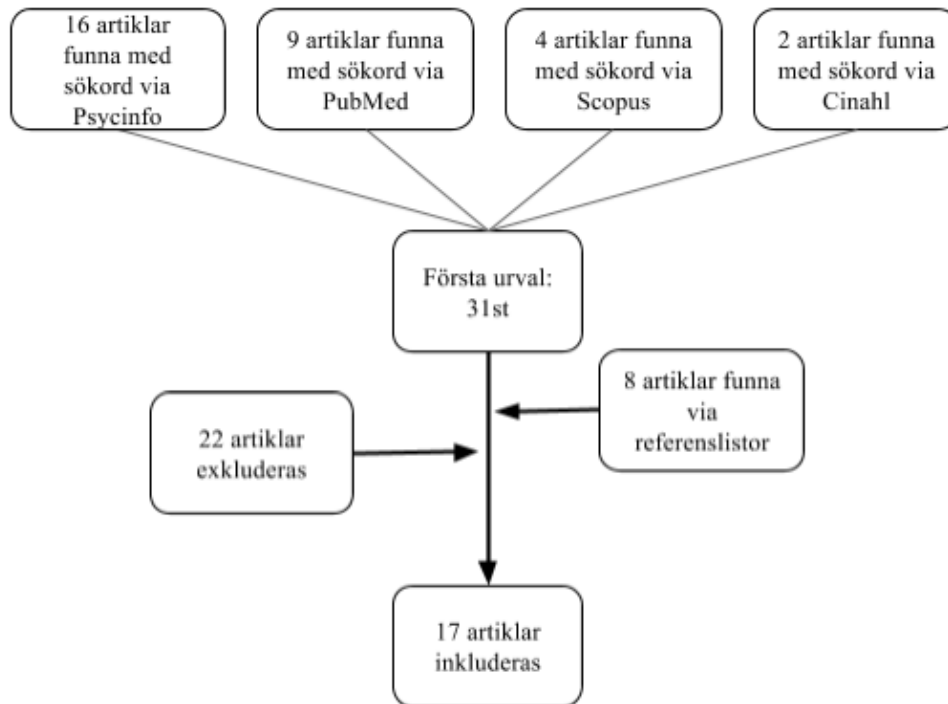 16 artiklar
funna med
sökord via
Psycinfo
9 artiklar funna
med sökord via
PubMed
4 artiklar funna
med sökord via
Scopus
2 artiklar funna
med sökord via
Cinahl
Första urval:
31st
8 artiklar funna
via
referenslistor
22 artiklar
exkluderas
17 artiklar
inkluderas